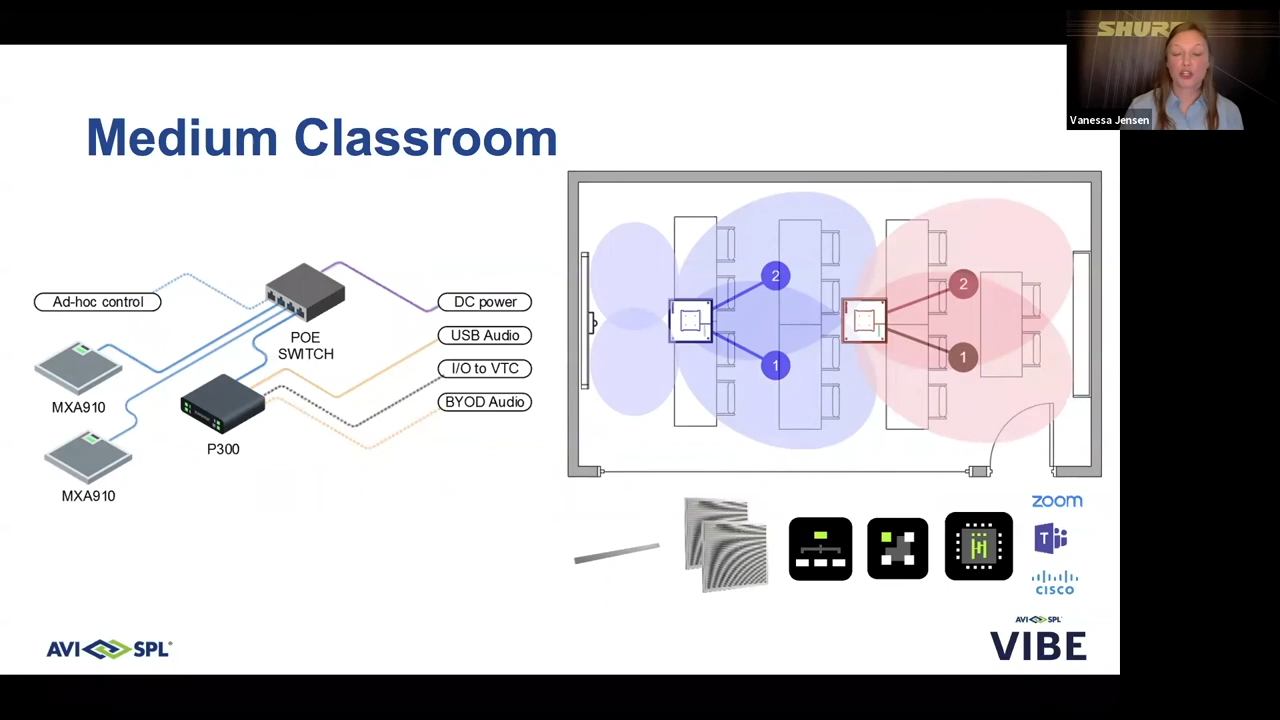 SHURE
Vanessa Jensen
Medium Classroom
Ad-hoc control
POE
SWITCH
DC power
USB Audio
I/O to VTC
BYOD Audio
MXA910
P300
MXA910
2
1
2
1
zoom
T
CISCO
AVI SPL
VIBE
AVI SPL